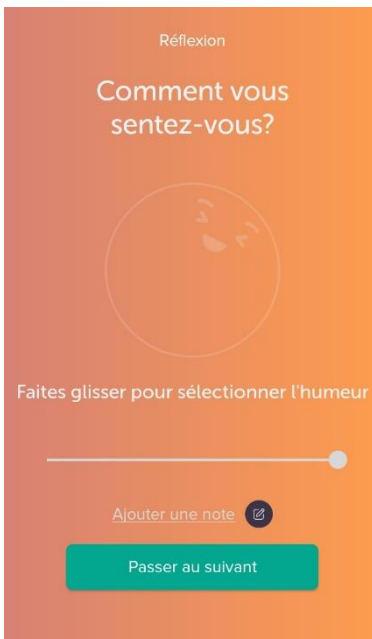 Réflexion
Comment vous
sentez-vous?
Faites glisser pour sélectionner l'humeur
Ajouter une note
Passer au suivant